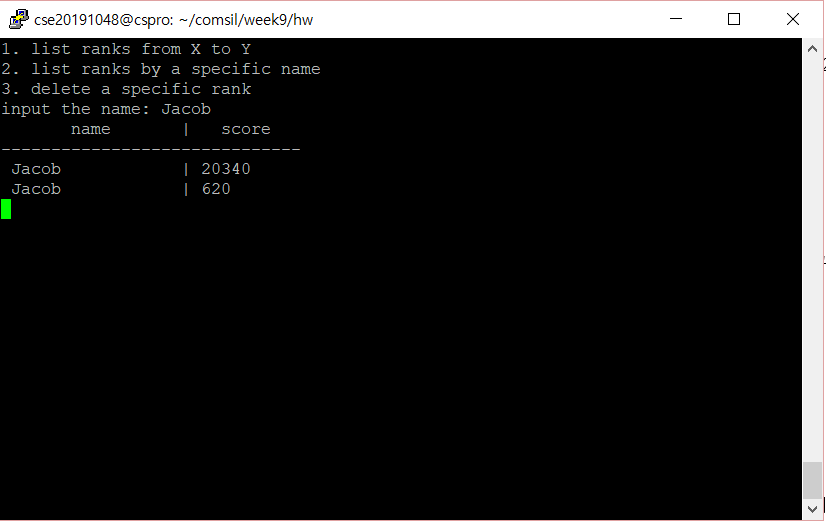 cse20191048@cspro: ~/comsil/week9/hw
1. list ranks from X to Y
2. list ranks by a specific name
3. delete a specific rank
input the name: Jacob
name | score
------------------------------
Jacob | 20340
Jacob | 620